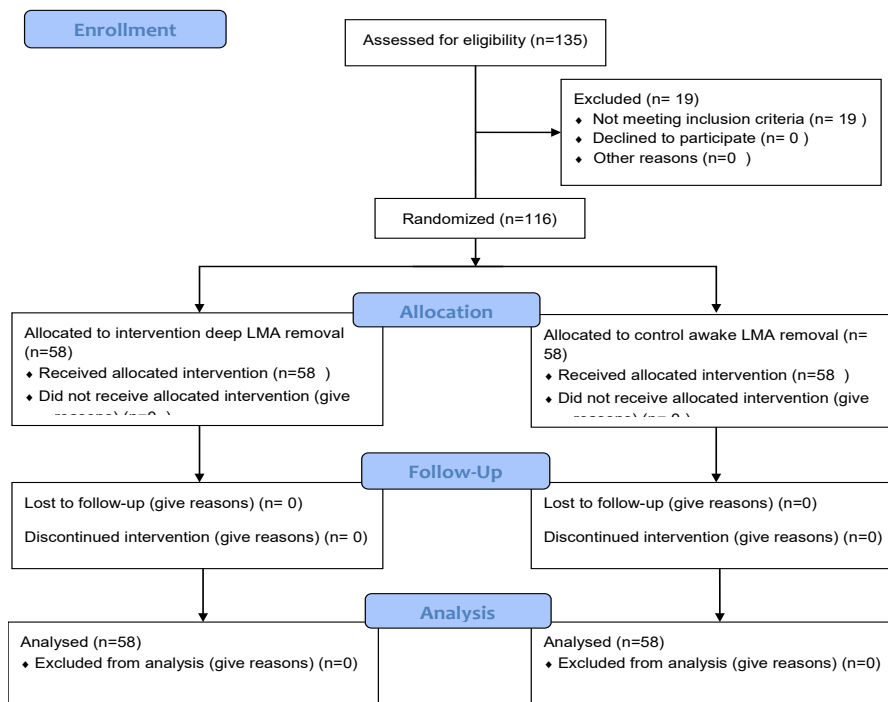 Enrollment
Assessed for eligibility (n=135)
Excluded (n= 19)
♦ Not meeting inclusion criteria (n= 19 )
♦ Declined to participate (n= 0 )
♦ Other reasons (n=0 )
Randomized (n=116)
Allocation
Allocated to intervention deep LMA removal
(n=58)
♦ Received allocated intervention (n=58 )
♦ Did not receive allocated intervention (give
Allocated to control awake LMA removal (n=
58)
♦ Received allocated intervention (n=58 )
♦ Did not receive allocated intervention (give
Follow-Up
Lost to follow-up (give reasons) (n= 0)
Discontinued intervention (give reasons) (n= 0)
Lost to follow-up (give reasons) (n=0)
Discontinued intervention (give reasons) (n=0)
Analysis
Analysed (n=58)
♦ Excluded from analysis (give reasons) (n=0)
Analysed (n=58)
♦ Excluded from analysis (give reasons) (n=0)